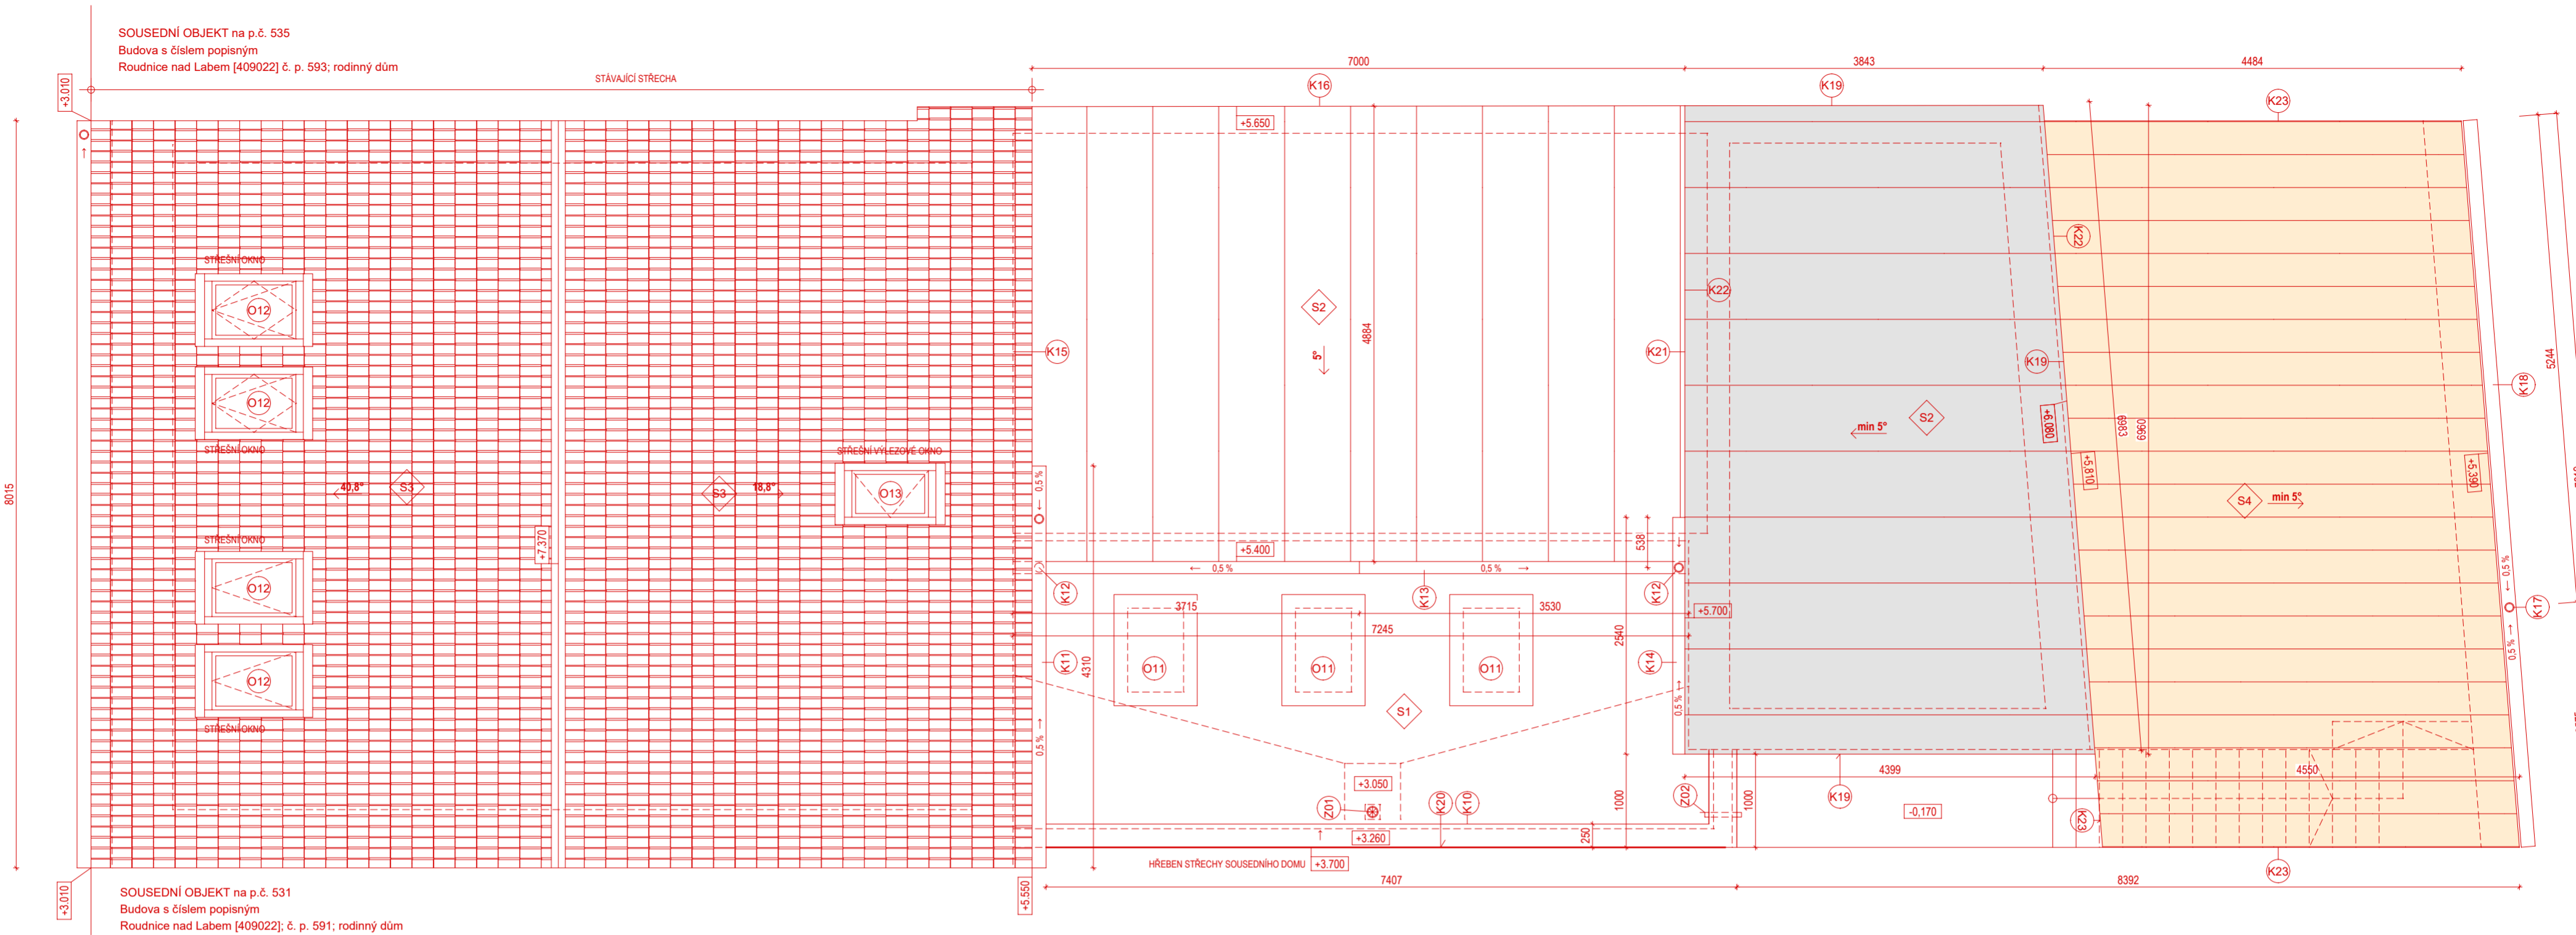 SOUSEDNÍ OBJEKT na p.č. 535
Budova s číslem popisným
Roudnice nad Labem [409022] č. p. 593; rodinný dům
+3.010
STÁVAJÍCÍ STŘECHA
7000
3843
4484
K16
K19
K23
+5.650
STŘEŠNÍ OKNO
O12
K22
K22
S2
4884
5°
K15
K21
K19
K18
5244
O12
STŘEŠNÍ OKNO
S2
min 5°
+6.080
6983
6960
STŘEŠNÍ VÝLEZOVÉ OKNO
8015
40,8°
S3
S3
18,8°
O13
0,5 %
+5.810
+5.390
S4
min 5°
STŘEŠNÍ OKNO
+7.370
538
+5.400
0,5 %
0,5 %
O12
K12
K13
K12
0,5 %
3715
3530
+5.700
K17
7245
2540
0,5 %
K11
4310
O11
O11
O11
K14
O12
S1
0,5 %
STŘEŠNÍ OKNO
0,5 %
+3.050
4399
4550
Z01
K20
K10
1000
Z02
1000
K19
-0,170
K23
+3.260
250
HŘEBEN STŘECHY SOUSEDNÍHO DOMU
+3.700
K23
7407
8392
+3.010
+5.550
SOUSEDNÍ OBJEKT na p.č. 531
Budova s číslem popisným
Roudnice nad Labem [409022]; č. p. 591; rodinný dům